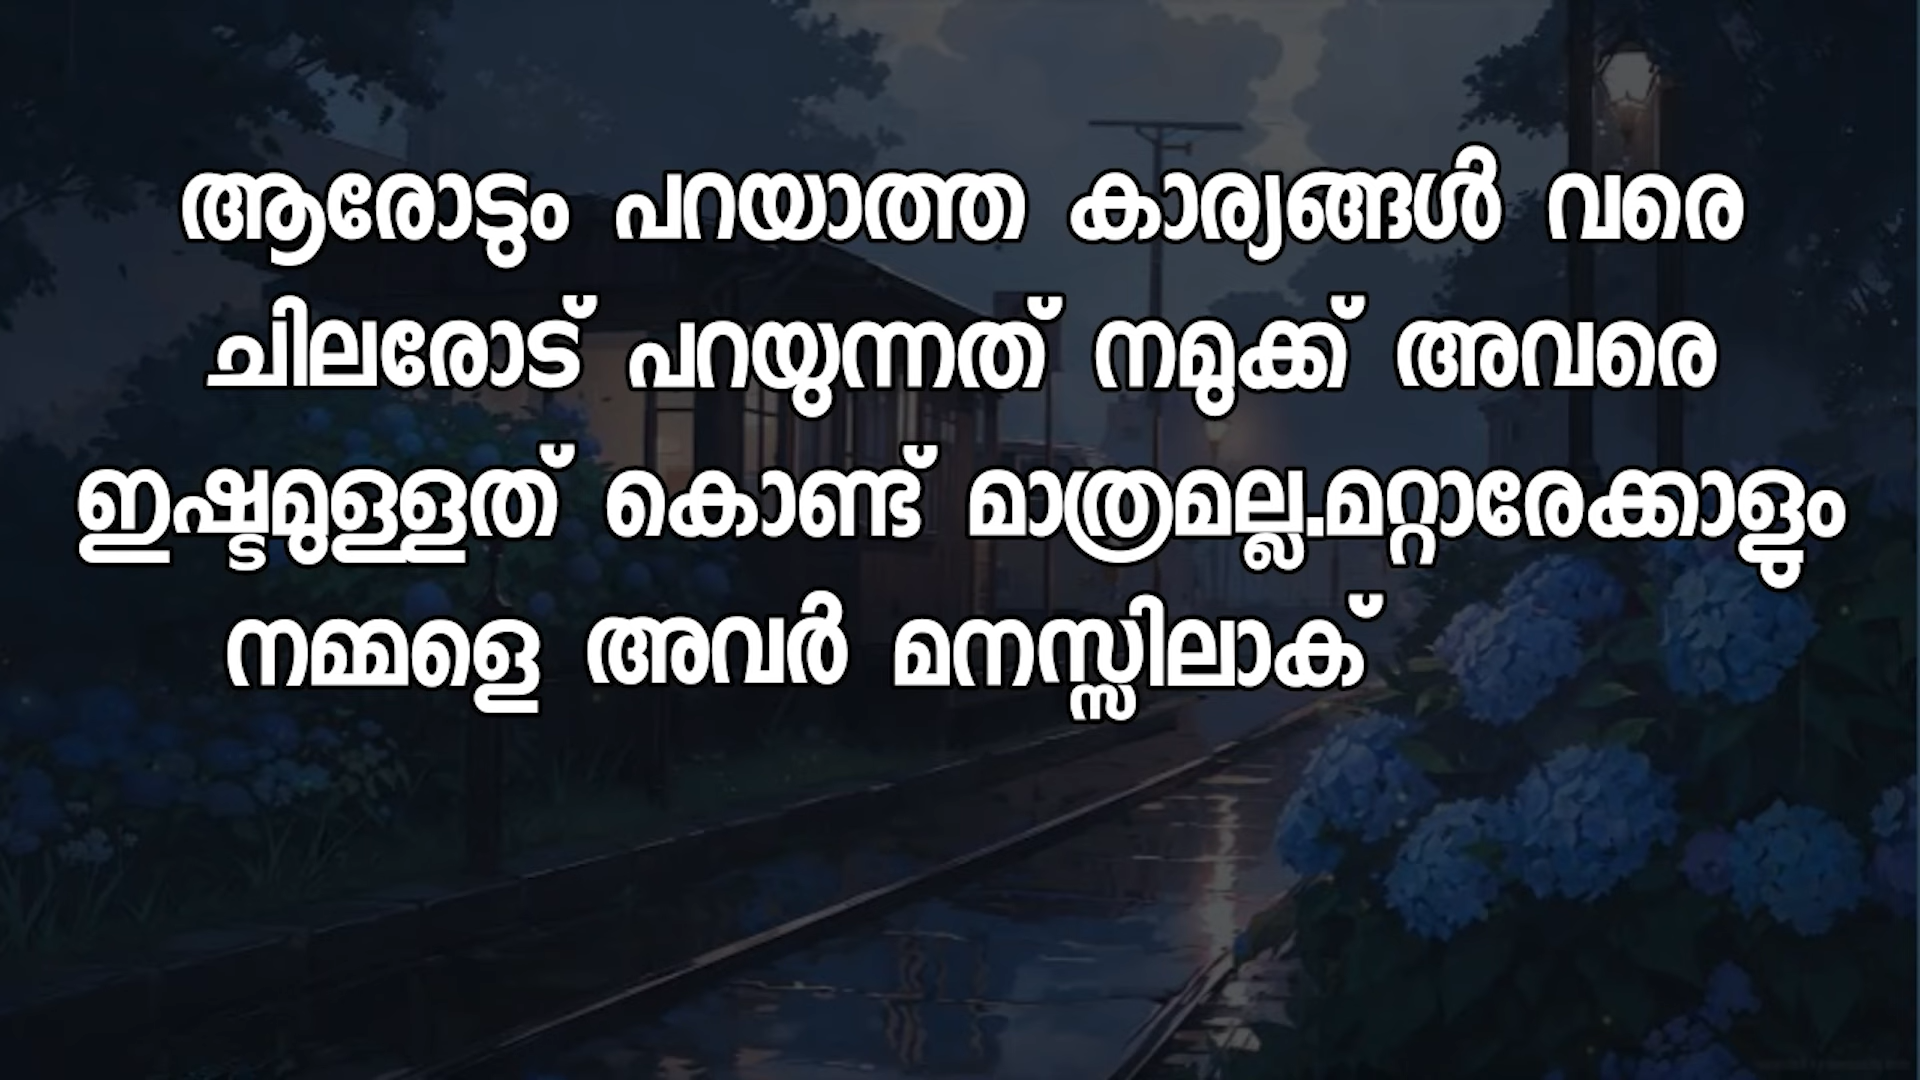 ആരോടും പറയാത്ത കാര്യങ്ങൾ വരെ
ചിലരോട് പറയുന്നത് നമുക്ക് അവരെ
ഇഷ്ടമുള്ളത് കൊണ്ട് മാത്രമല്ല.മറ്റാരേക്കാളും
നമ്മളെ അവർ മനസ്സിലാക്